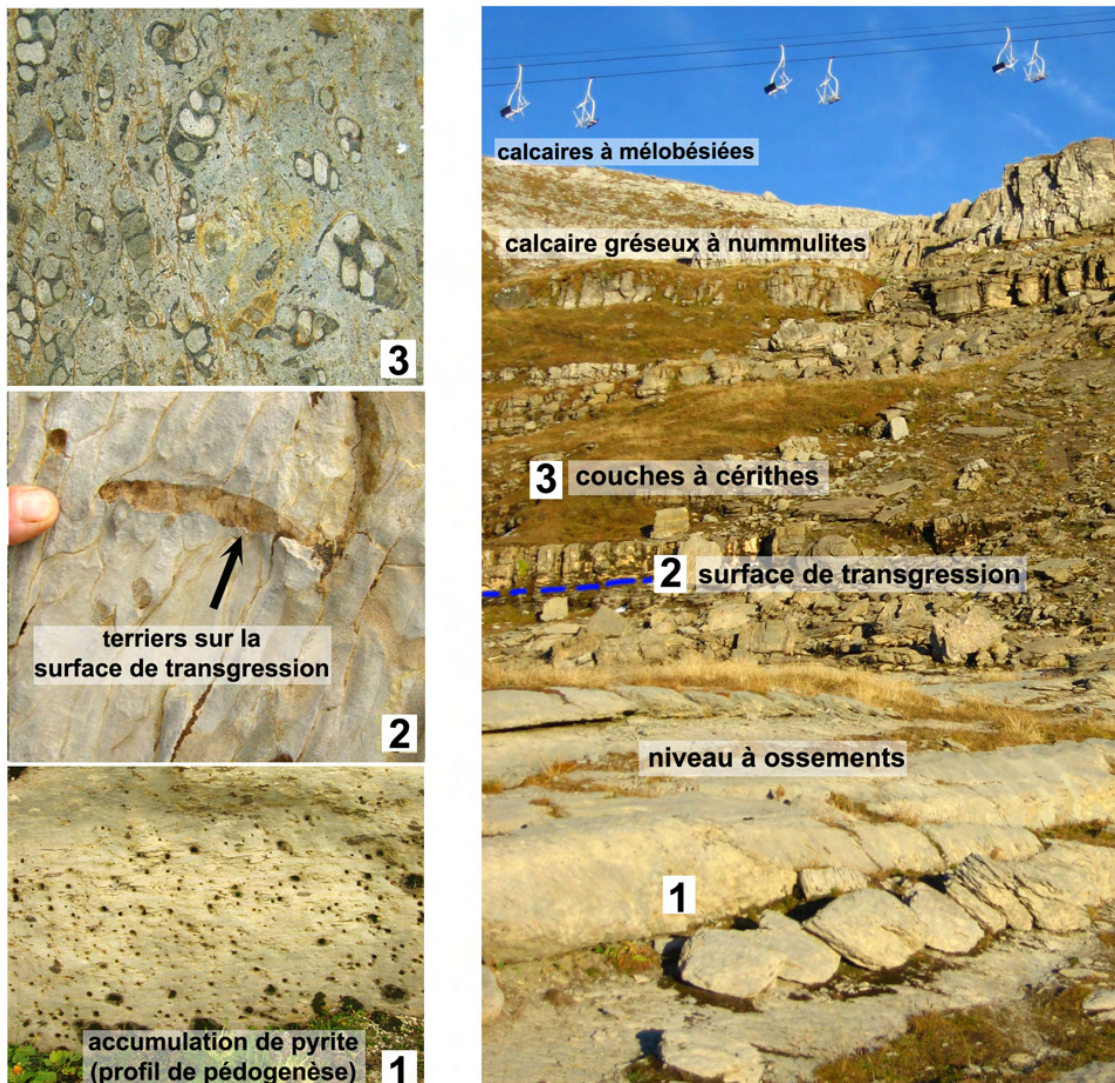 3
terriers sur la
surface de transgression
2
accumulation de pyrite
(profil de pédogenèse)
1
calcaires à mélobésiées
calcaire gréseux à nummulites
3 couches à cérithes
2 surface de transgression
niveau à ossements
1